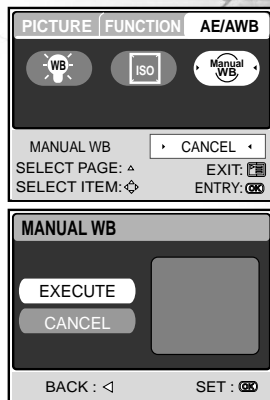 PICTURE FUNCTION AE/AWB
WB ISO Manual WB
MANUAL WB CANCEL
SELECT PAGE: EXIT:
SELECT ITEM: ENTRY: OK
MANUAL WB
EXECUTE
CANCEL
BACK : SET : OK